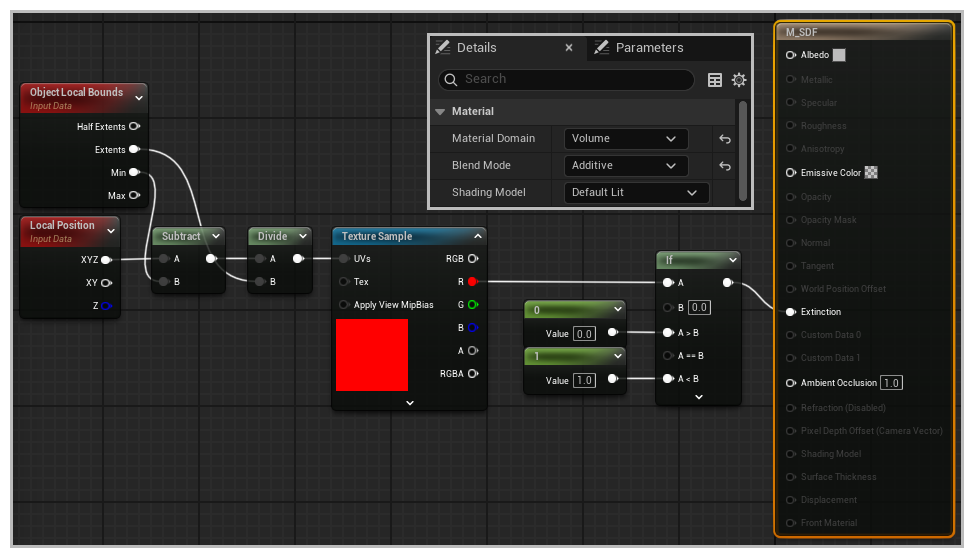 M_SDF
Albedo
Metallic
Specular
Roughness
Anisotropy
Emissive Color
Opacity
Opacity Mask
Normal
Tangent
World Position Offset
Extinction
Custom Data 0
Custom Data 1
Ambient Occlusion 1.0
Refraction (Disabled)
Pixel Depth Offset (Camera Vector)
Shading Model
Surface Thickness
Displacement
Front Material
Details × Parameters
Search
Material
Material Domain Volume
Blend Mode Additive
Shading Model Default Lit
Object Local Bounds
Input Data
Half Extents
Extents
Min
Max
Local Position
Input Data
XYZ
XY
Z
Subtract
A
B
Divide
A
B
Texture Sample
UVs RGB
Tex R
Apply View MipBias G
B
A
RGBA
0
Value 0.0
1
Value 1.0
If
A
B 0.0
A > B
A == B
A < B